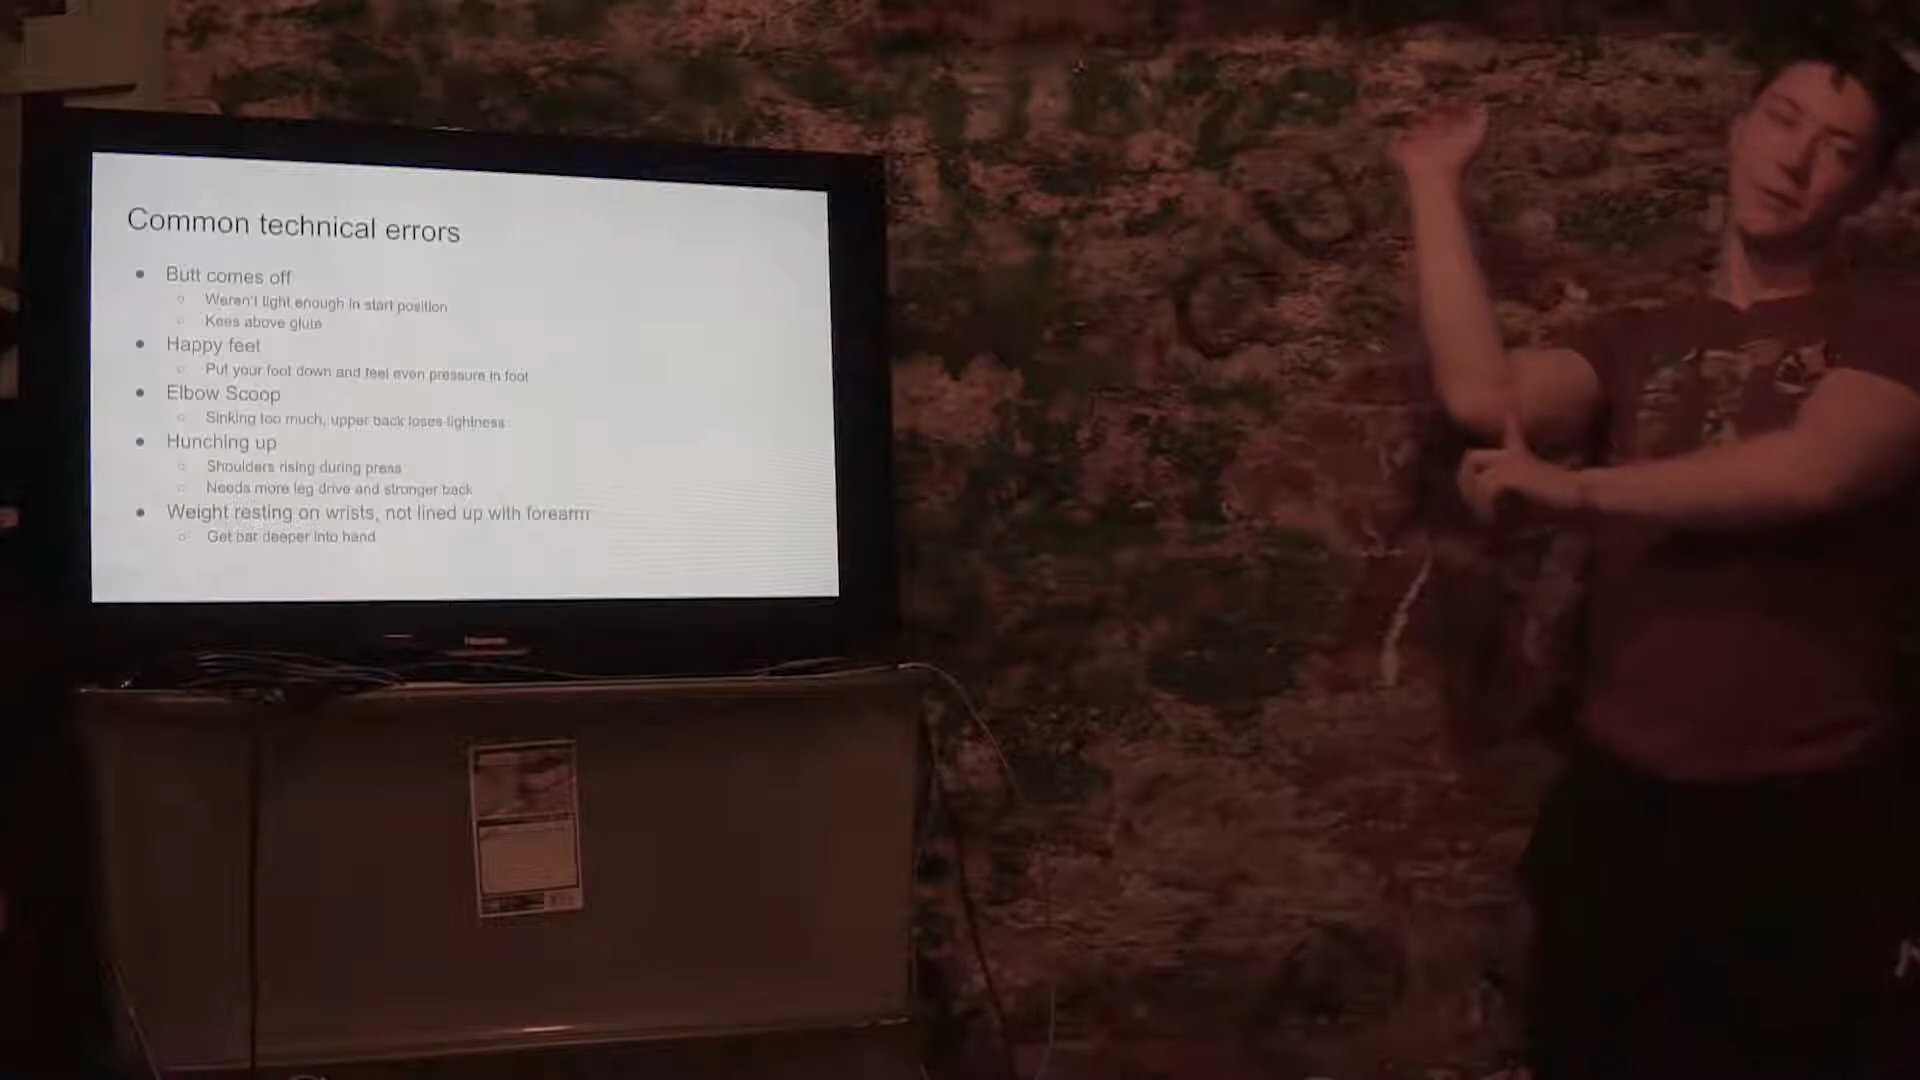 Common technical errors
Butt comes off
Weren't tight enough in start position
Kees above glute
Happy feet
Put your foot down and feel even pressure in foot
Elbow Scoop
Sinking too much, upper back loses tighness
Hunching up
Shoulders rising during press
Needs more leg drive and stronger back
Weight resting on wrists, not lined up with forearm
Get bar deeper into hand